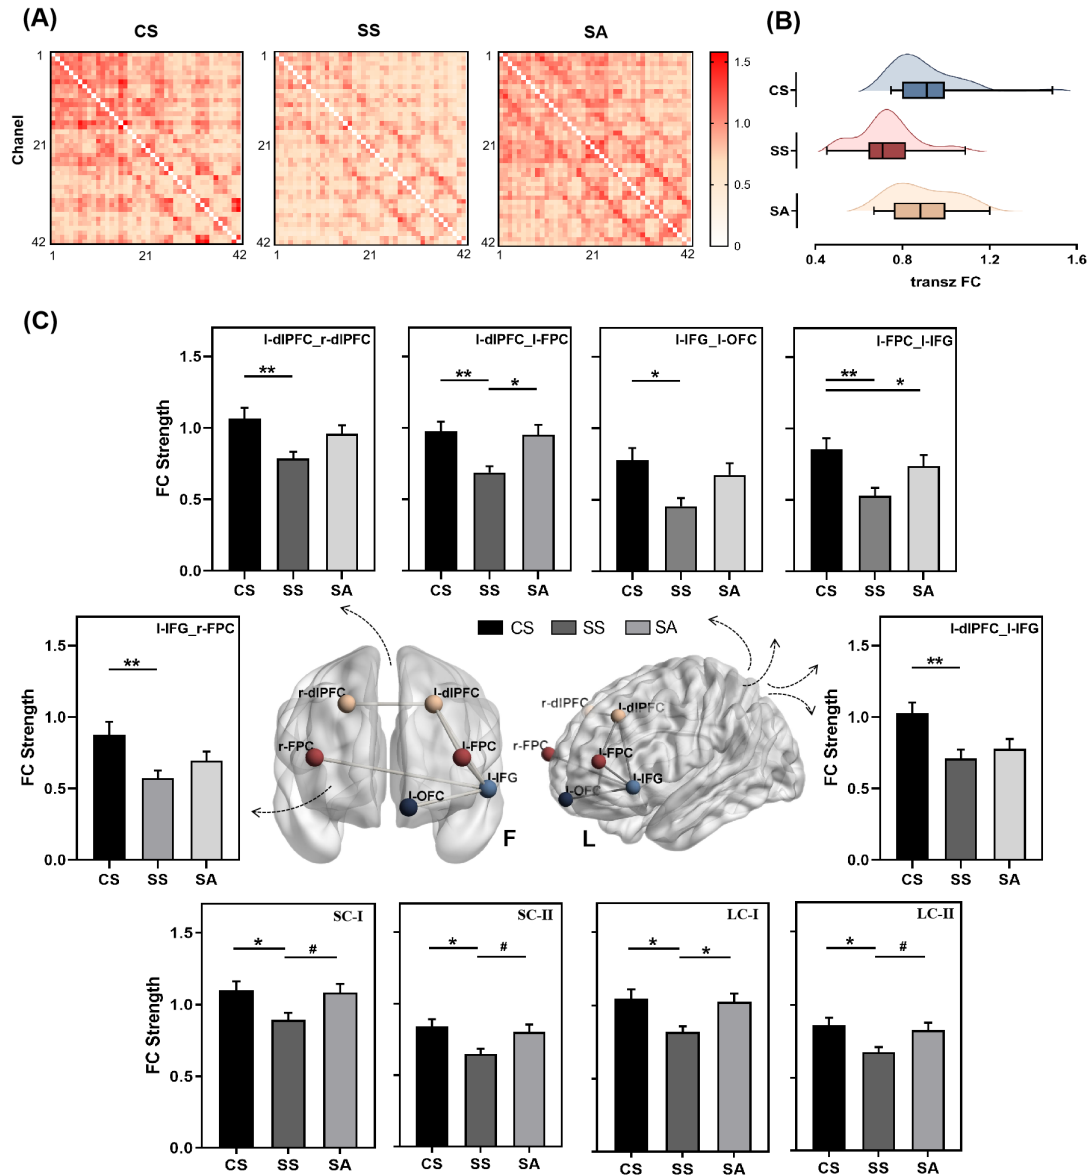 (A)
CS
SS
SA
(B)
Channel
1
21
42
1
21
42
1
21
42
1
21
42
1
21
42
1
21
42
1.5
1.0
0.5
0
CS
SS
SA
0.4
0.8
1.2
1.6
transz FC
(C)
FC Strength
1.5
1.0
0.5
0.0
l-dlPFC_r-dlPFC
**
CS
SS
SA
l-dlPFC_l-FPC
**
*
CS
SS
SA
l-IFG_l-OFC
*
CS
SS
SA
l-FPC_l-IFG
**
*
CS
SS
SA
CS
SS
SA
FC Strength
1.5
1.0
0.5
0.0
l-IFG_r-FPC
**
CS
SS
SA
r-dlPFC
l-dlPFC
r-FPC
l-FPC
l-IFG
l-OFC
F
r-dlPFC
l-dlPFC
r-FPC
l-FPC
l-IFG
l-OFC
L
FC Strength
1.5
1.0
0.5
0.0
l-dlPFC_l-IFG
**
CS
SS
SA
FC Strength
1.5
1.0
0.5
0.0
SC-I
*
#
CS
SS
SA
SC-II
*
#
CS
SS
SA
LC-I
*
*
CS
SS
SA
LC-II
*
#
CS
SS
SA